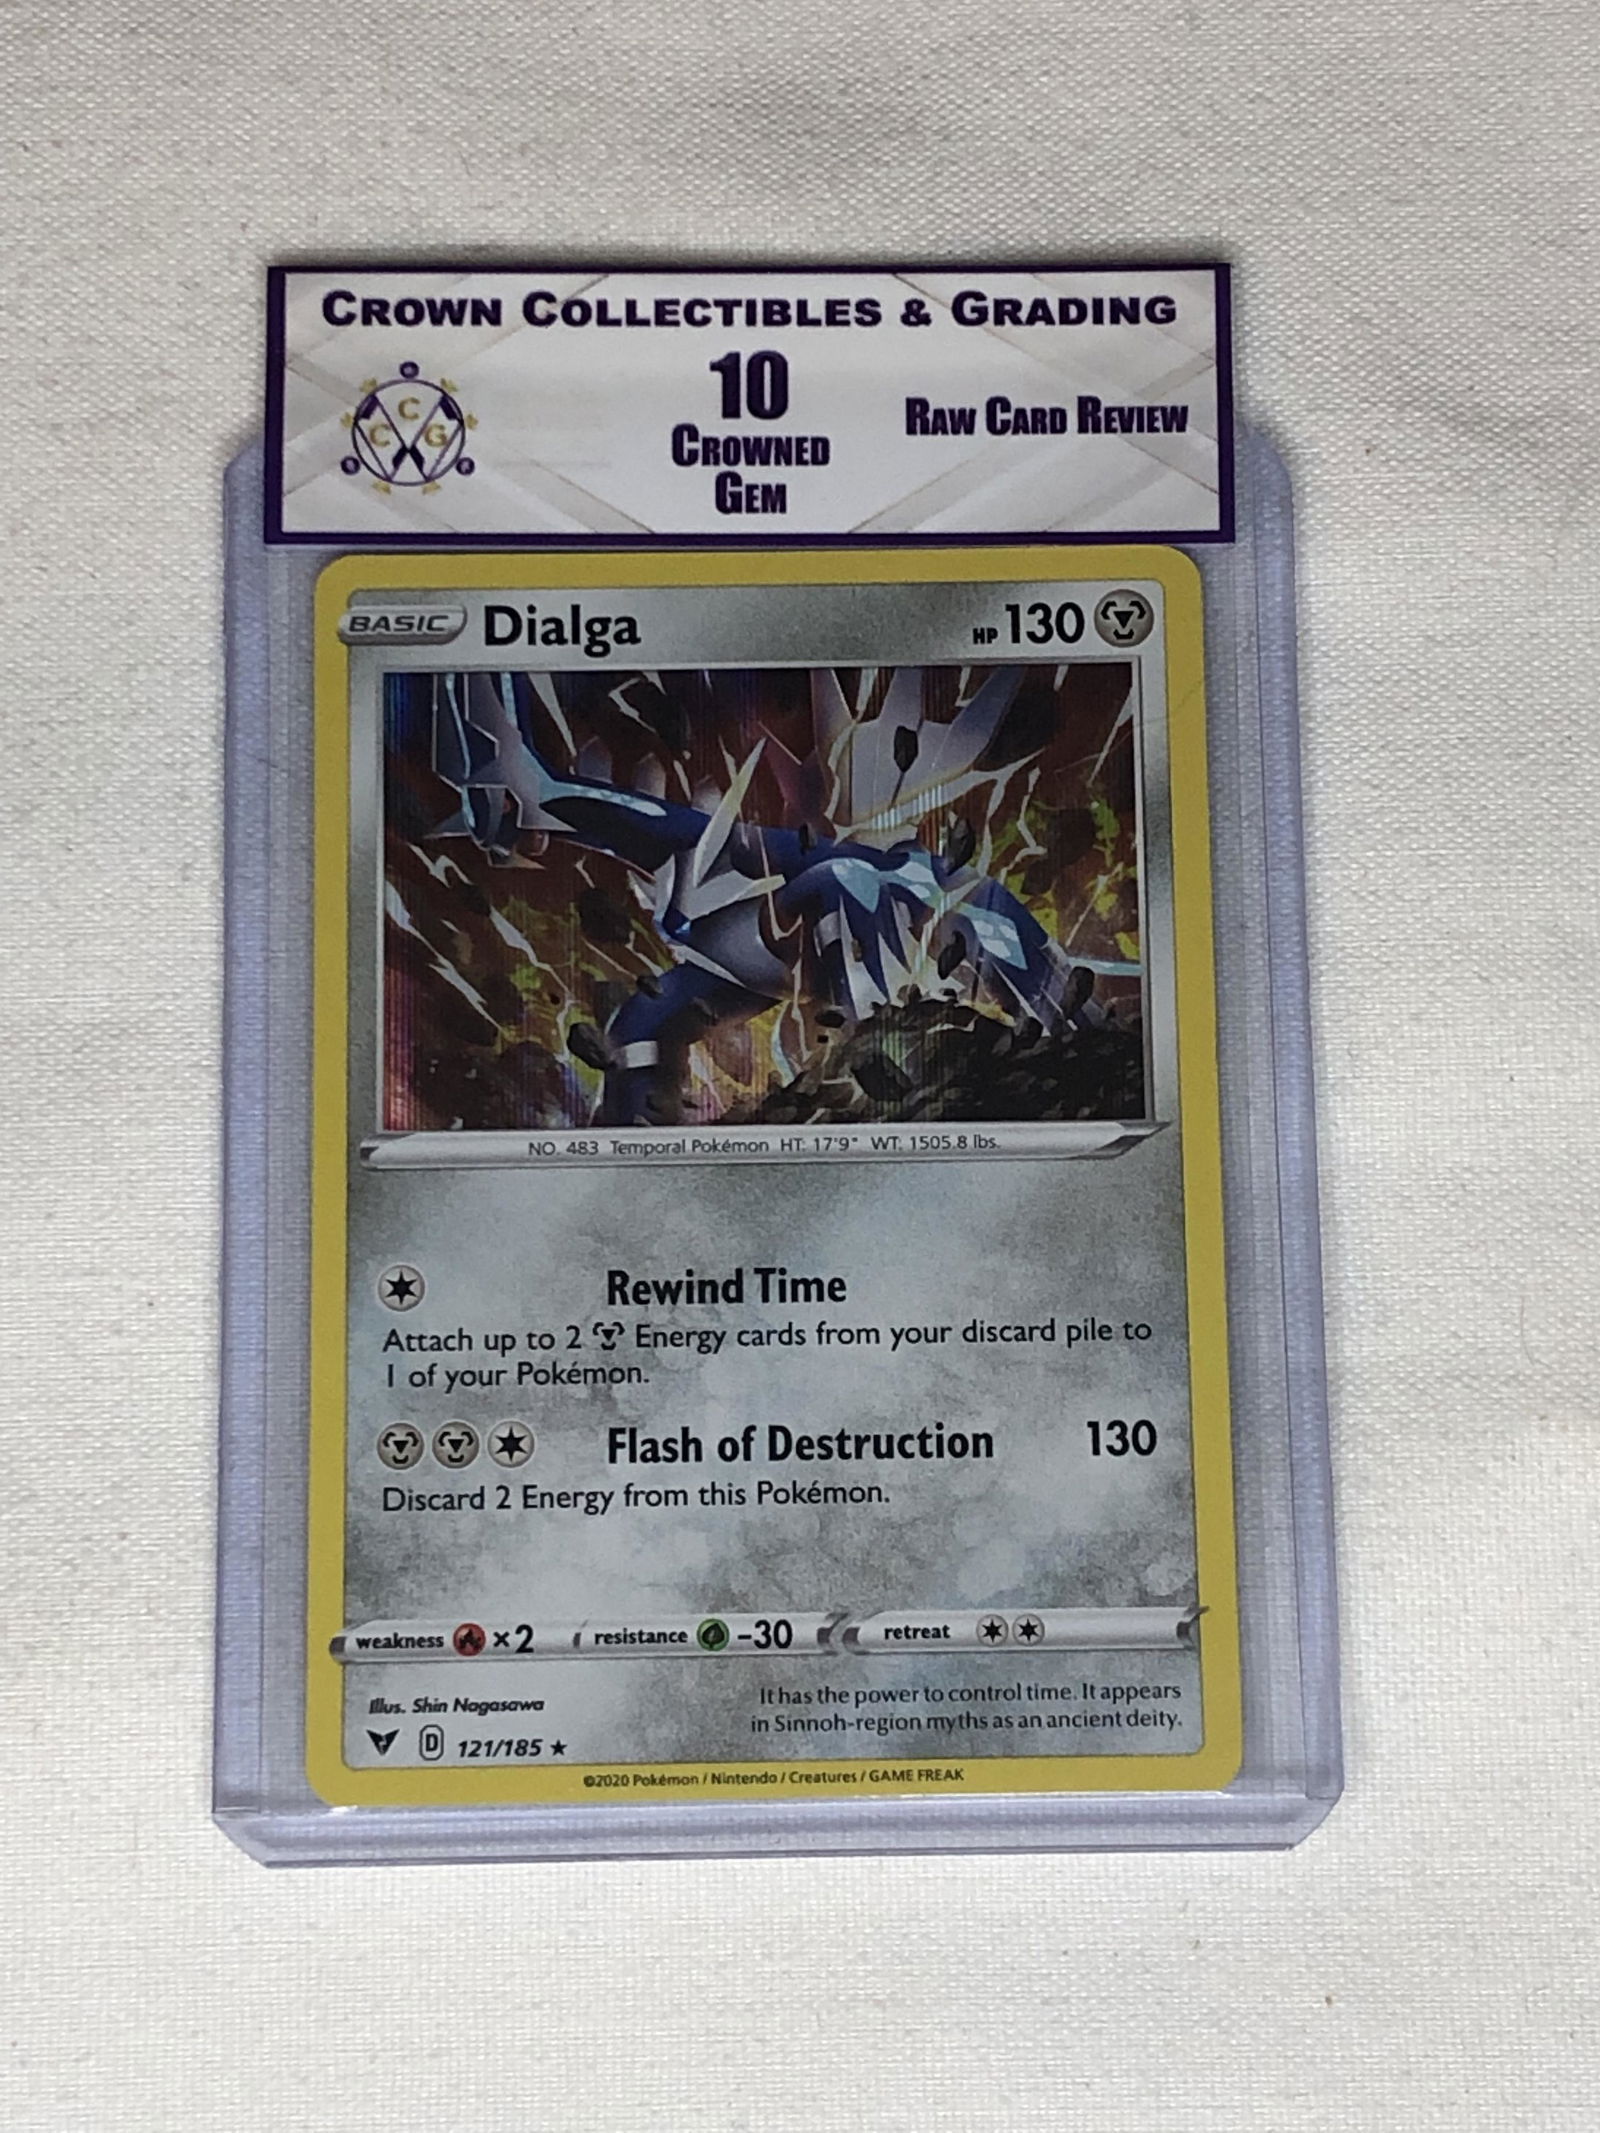 CROWN COLLECTIBLES & GRADING
C
C G
10
CROWNED
GEM
RAW CARD REVIEW
BASIC Dialga HP 130
NO. 483 Temporal Pokémon HT: 17'9" WT: 1505.8 lbs.
Rewind Time
Attach up to 2 Energy cards from your discard pile to
1 of your Pokémon.
Flash of Destruction 130
Discard 2 Energy from this Pokémon.
weakness ×2 resistance -30 retreat
Illus. Shin Nagasawa
It has the power to control time. It appears
in Sinnoh-region myths as an ancient deity.
D 121/185 ★
©2020 Pokémon / Nintendo / Creatures / GAME FREAK